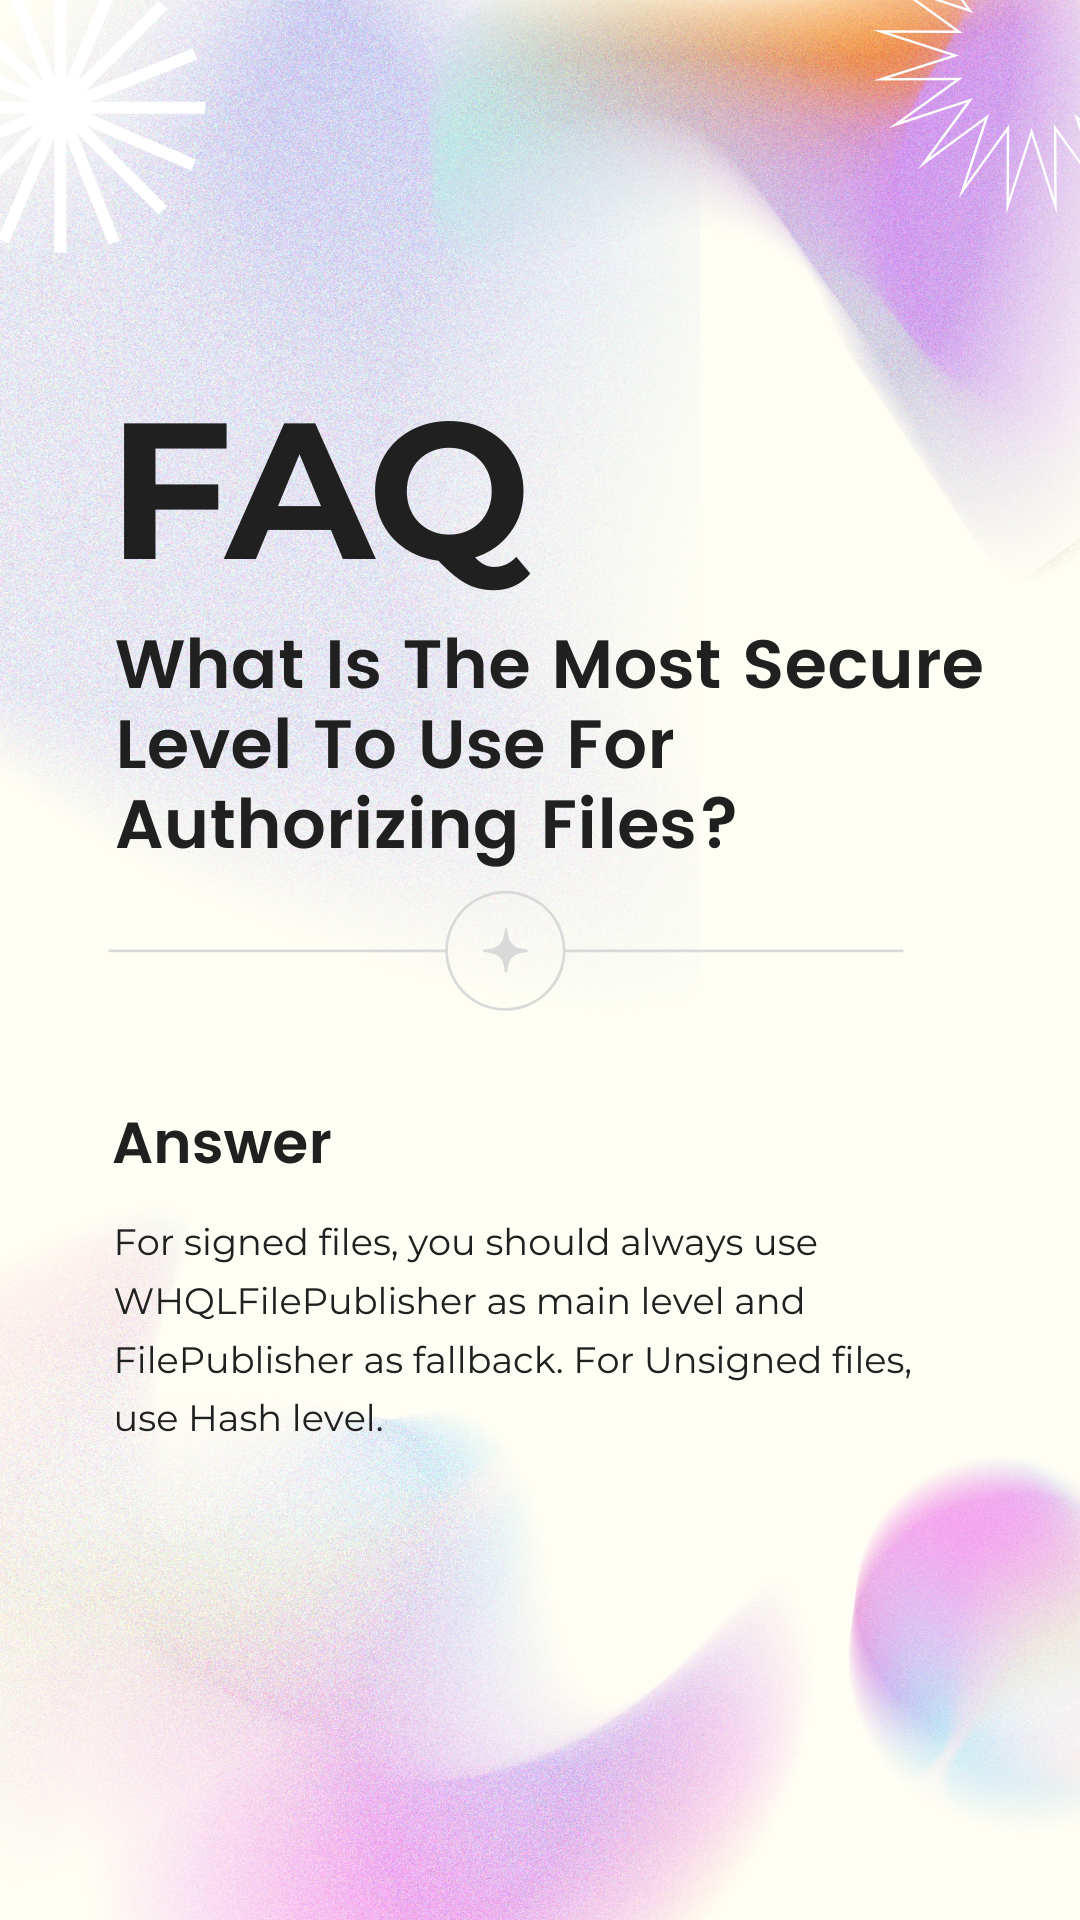 FAQ
What Is The Most Secure
Level To Use For
Authorizing Files?
Answer
For signed files, you should always use
WHQLFilePublisher as main level and
FilePublisher as fallback. For Unsigned files,
use Hash level.